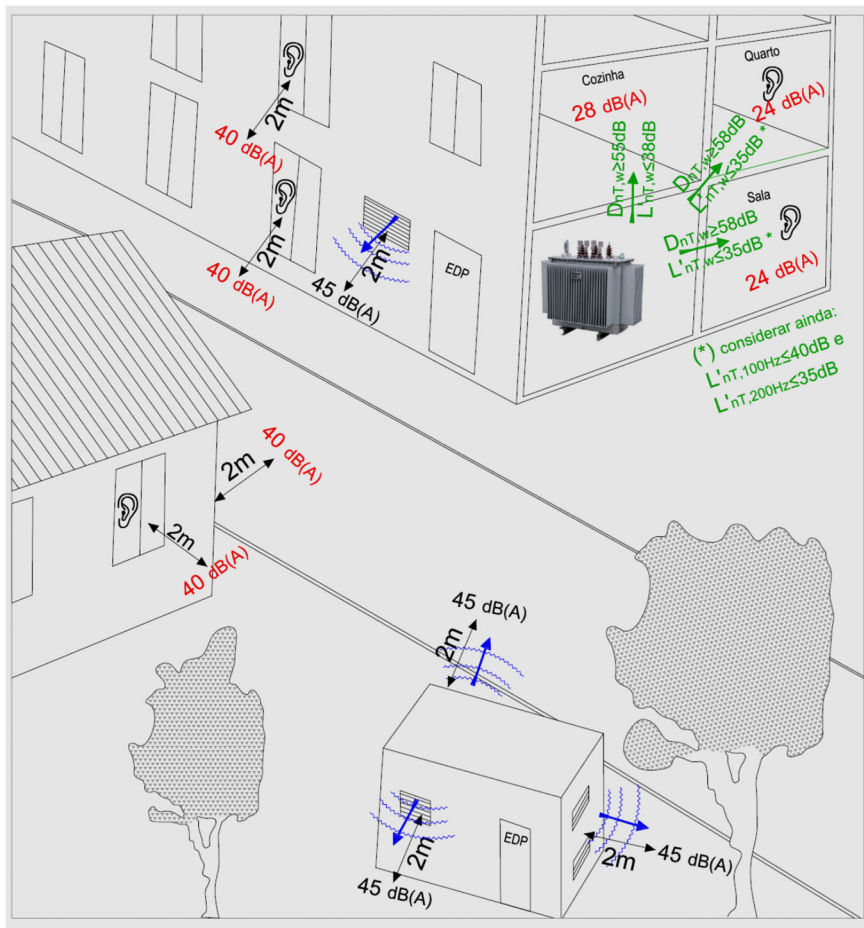 Quarto
Cozinha
28 dB(A)
24 dB(A)
2m
40 dB(A)
DnT,w≥55dB
L'nT,w≤38dB
DnT,w≥58dB
L'nT,w≤35dB *
Sala
DnT,w≥58dB
L'nT,w≤35dB *
24 dB(A)
2m
40 dB(A)
2m
45 dB(A)
EDP
(*) considerar ainda:
L'nT,100Hz≤40dB e
L'nT,200Hz≤35dB
2m
40 dB(A)
2m
40 dB(A)
45 dB(A)
2m
2m
45 dB(A)
EDP
2m
45 dB(A)